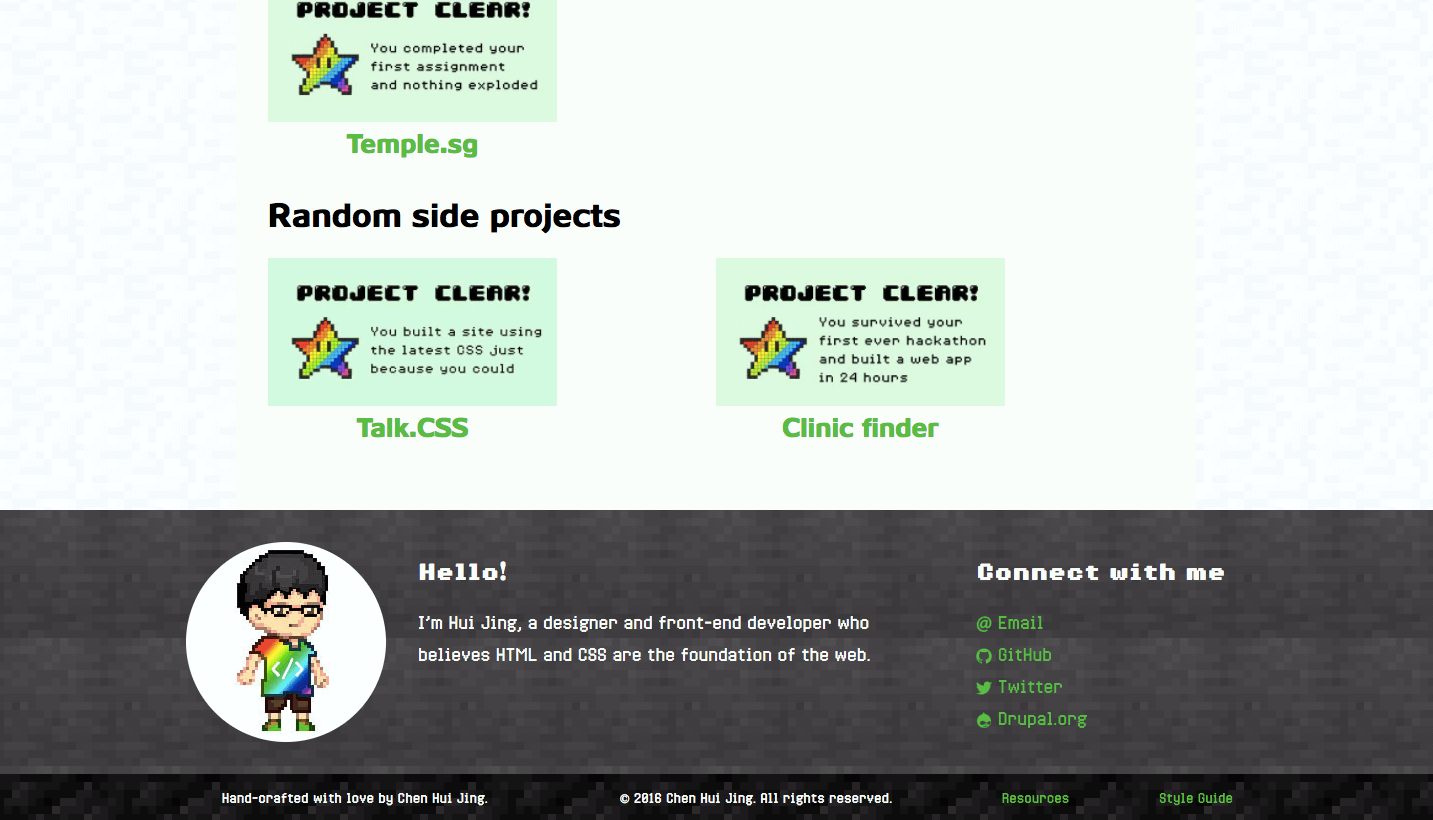 PROJECT CLEAR!
You completed your
first assignment
and nothing exploded
Temple.sg
Random side projects
PROJECT CLEAR!
You built a site using
the latest CSS just
because you could
Talk.CSS
PROJECT CLEAR!
You survived your
first ever hackathon
and built a web app
in 24 hours
Clinic finder
</>
Hello!
I'm Hui Jing, a designer and front-end developer who
believes HTML and CSS are the foundation of the web.
Connect with me
@ Email
GitHub
Twitter
Drupal.org
Hand-crafted with love by Chen Hui Jing.
© 2016 Chen Hui Jing. All rights reserved.
Resources
Style Guide